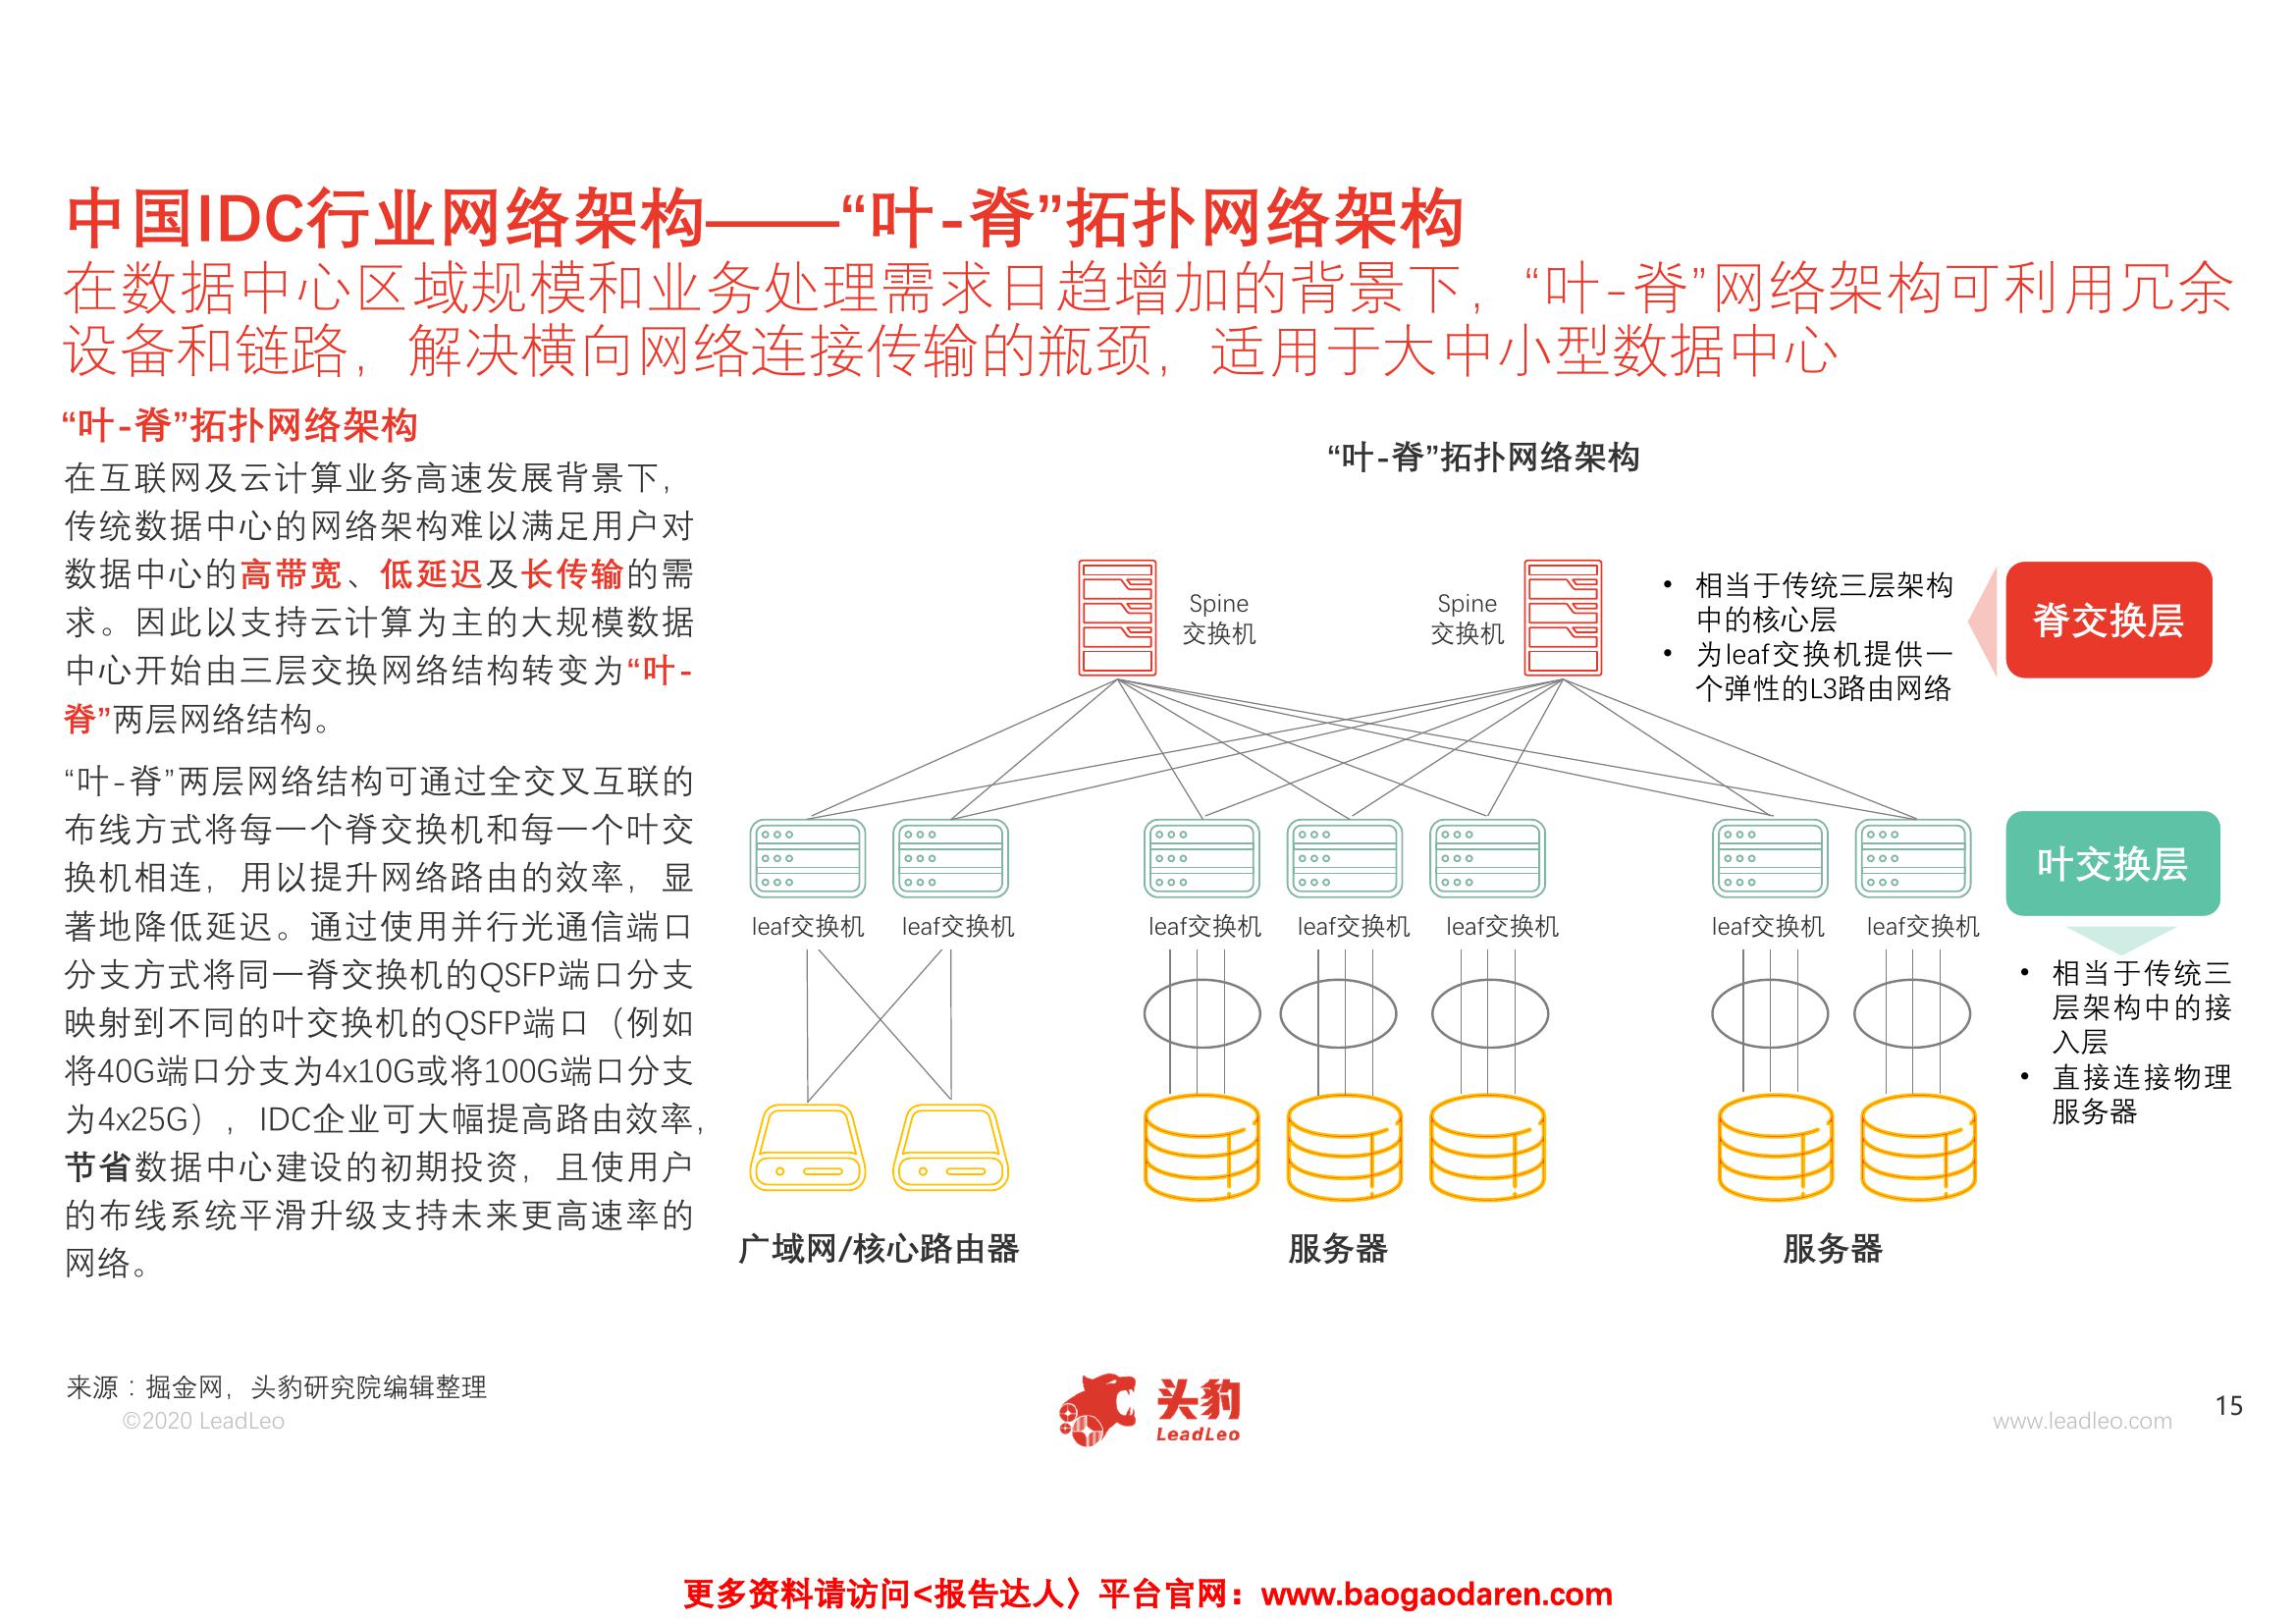 中国IDC行业网络架构——“叶-脊”拓扑网络架构
在数据中心区域规模和业务处理需求日趋增加的背景下，“叶-脊”网络架构可利用冗余
设备和链路，解决横向网络连接传输的瓶颈，适用于大中小型数据中心
“叶-脊”拓扑网络架构
在互联网及云计算业务高速发展背景下，
传统数据中心的网络架构难以满足用户对
数据中心的高带宽、低延迟及长传输的需
求。因此以支持云计算为主的大规模数据
中心开始由三层交换网络结构转变为“叶-
脊”两层网络结构。
“叶-脊”两层网络结构可通过全交叉互联的
布线方式将每一个脊交换机和每一个叶交
换机相连，用以提升网络路由的效率，显
著地降低延迟。通过使用并行光通信端口
分支方式将同一脊交换机的QSFP端口分支
映射到不同的叶交换机的QSFP端口（例如
将40G端口分支为4x10G或将100G端口分支
为4x25G），IDC企业可大幅提高路由效率，
节省数据中心建设的初期投资，且使用户
的布线系统平滑升级支持未来更高速率的
网络。
“叶-脊”拓扑网络架构
Spine
交换机
Spine
交换机
• 相当于传统三层架构
中的核心层
• 为leaf交换机提供一
个弹性的L3路由网络
脊交换层
leaf交换机
leaf交换机
leaf交换机
leaf交换机
leaf交换机
leaf交换机
leaf交换机
叶交换层
• 相当于传统三
层架构中的接
入层
• 直接连接物理
服务器
广域网/核心路由器
服务器
服务器
来源：掘金网，头豹研究院编辑整理
©2020 LeadLeo
头豹
LeadLeo
www.leadleo.com
15
更多资料请访问<报告达人〉平台官网：www.baogaodaren.com